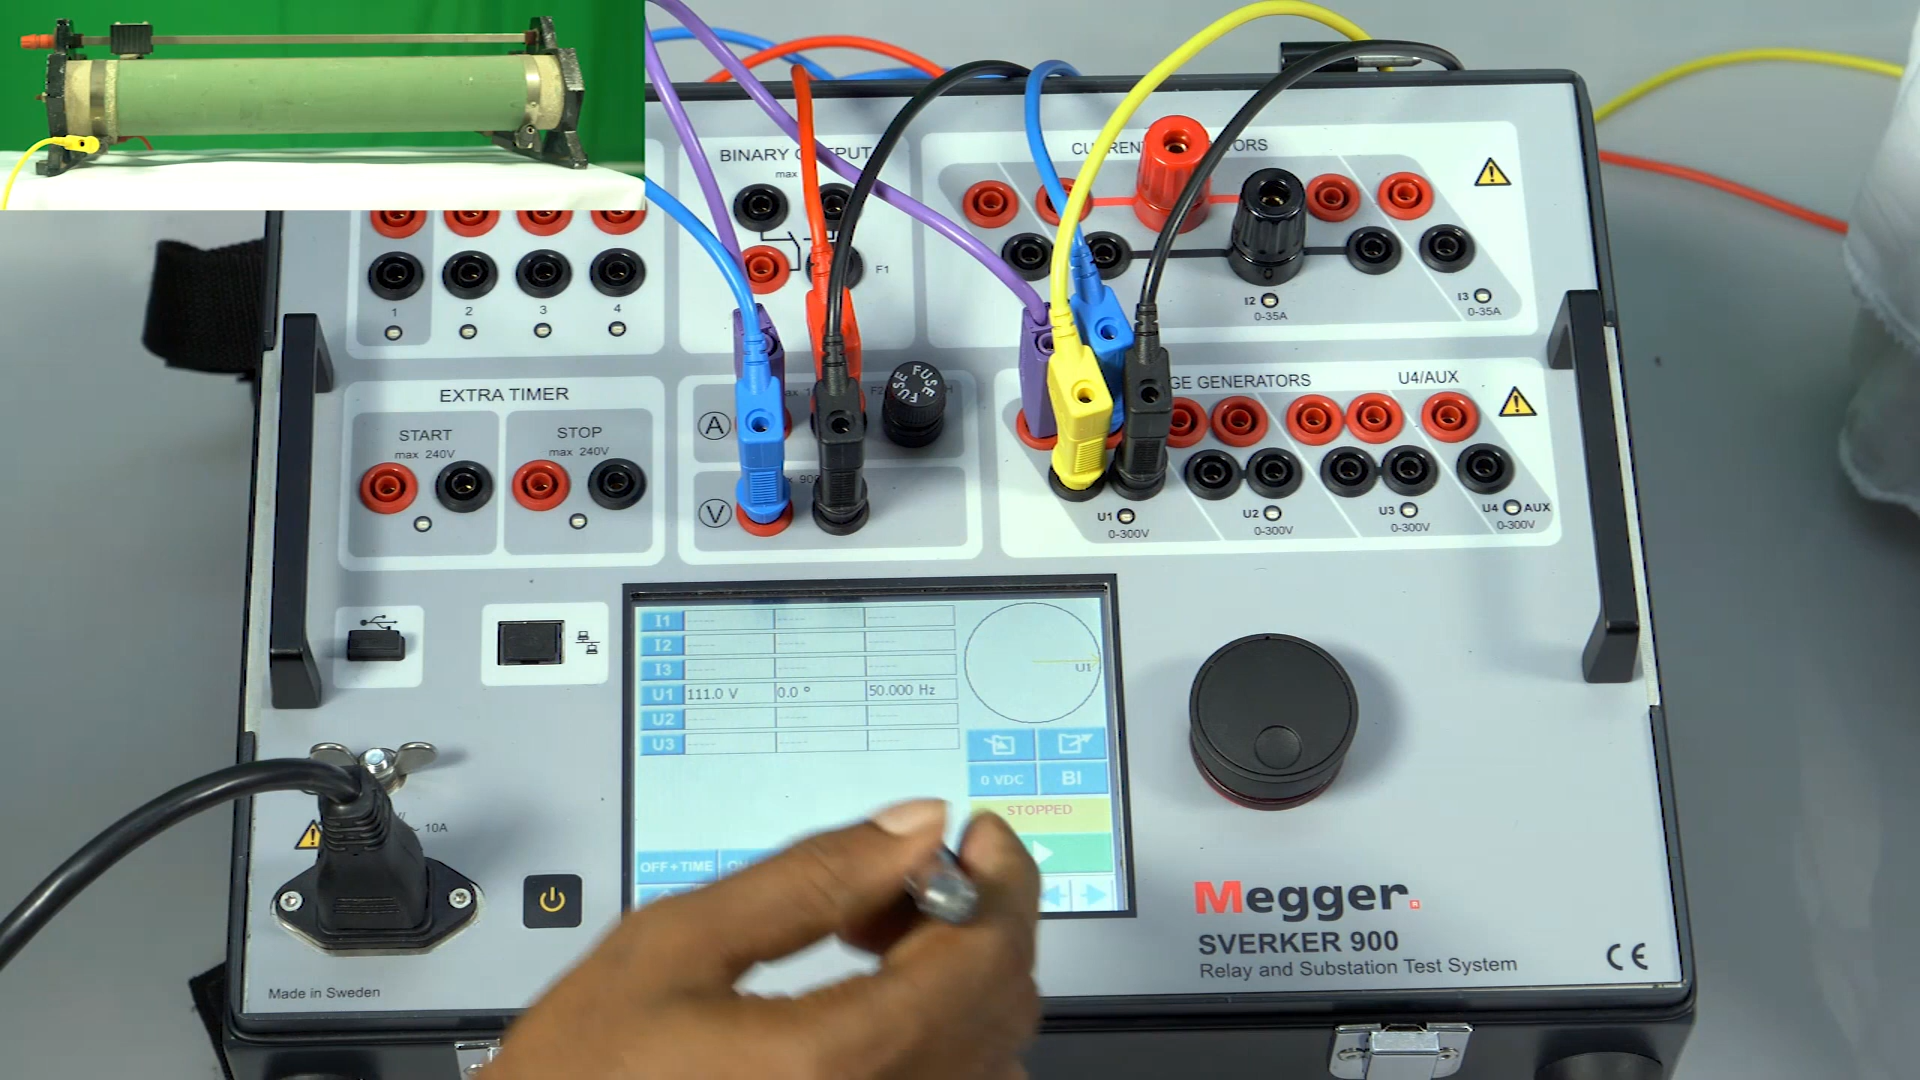 BINARY OUTPUT
max
F1
1
2
3
4
I2
0-35A
I3
0-35A
EXTRA TIMER
START
max 240V
STOP
max 240V
A
V
FUSE
FUSE
GE GENERATORS
U4/AUX
U1
0-300V
U2
0-300V
U3
0-300V
U4 AUX
0-300V
I1
I2
I3
U1 111.0 V 0.0 ° 50.000 Hz
U2
U3
U1
0 VDC
BI
STOPPED
OFF+TIME
10A
Megger
SVERKER 900
Relay and Substation Test System
CE
Made in Sweden